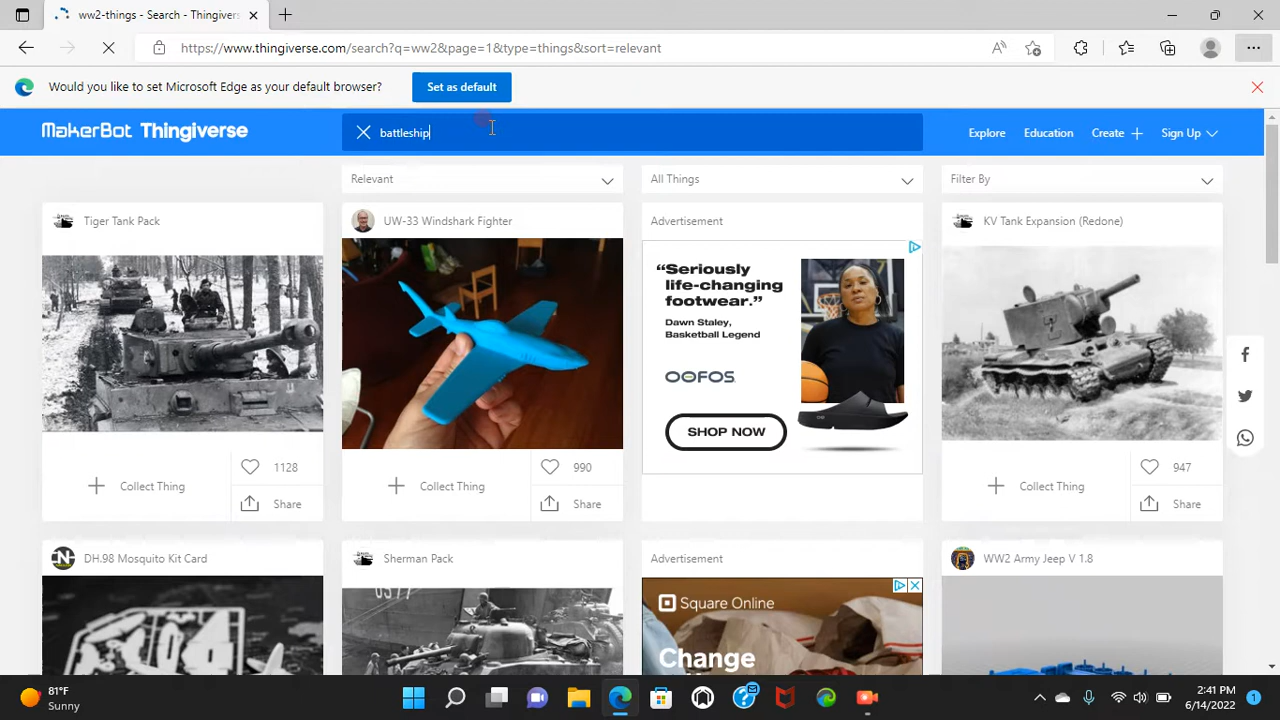 ww2-things - Search - Thingivers
https://www.thingiverse.com/search?q=ww2&page=1&type=things&sort=relevant
Would you like to set Microsoft Edge as your default browser?
Set as default
MakerBot Thingiverse
battleship
Explore
Education
Create
Sign Up
Relevant
All Things
Filter By
Tiger Tank Pack
UW-33 Windshark Fighter
Advertisement
KV Tank Expansion (Redone)
“Seriously
life-changing
footwear.”
Dawn Staley,
Basketball Legend
OOFOS
SHOP NOW
Collect Thing
1128
Share
Collect Thing
990
Share
Collect Thing
947
Share
DH.98 Mosquito Kit Card
Sherman Pack
Advertisement
WW2 Army Jeep V 1.8
Square Online
Change
81°F
Sunny
2:41 PM
6/14/2022
1